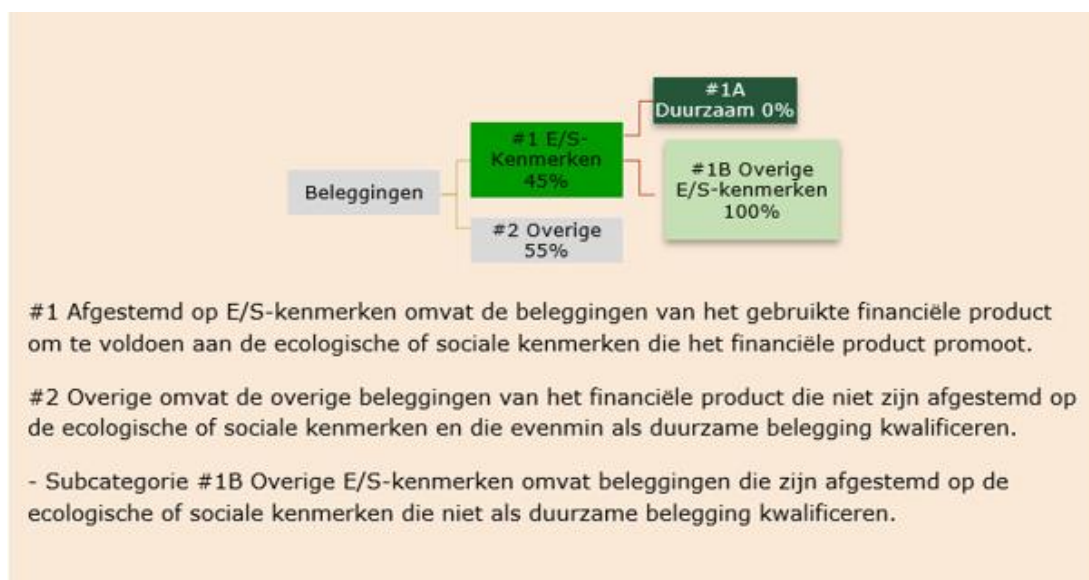 #1A
Duurzaam 0%
#1 E/S-
Kenmerken
45%
#1B Overige
E/S-kenmerken
100%
Beleggingen
#2 Overige
55%
#1 Afgestemd op E/S-kenmerken omvat de beleggingen van het gebruikte financiële product
om te voldoen aan de ecologische of sociale kenmerken die het financiële product promoot.
#2 Overige omvat de overige beleggingen van het financiële product die niet zijn afgestemd op
de ecologische of sociale kenmerken en die evenmin als duurzame belegging kwalificeren.
- Subcategorie #1B Overige E/S-kenmerken omvat beleggingen die zijn afgestemd op de
ecologische of sociale kenmerken die niet als duurzame belegging kwalificeren.